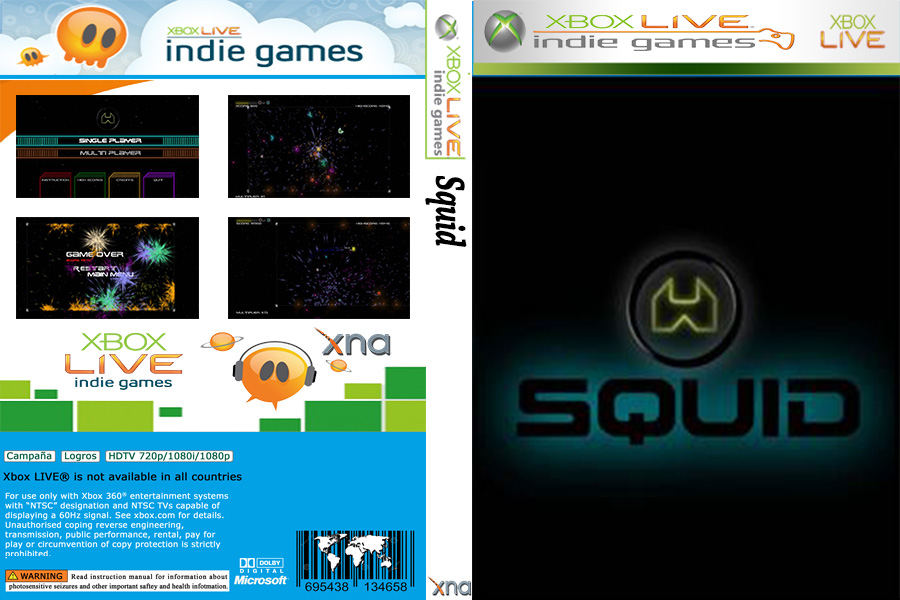 XBOX LIVE
indie games
SINGLE PLAYER
MULTI PLAYER
INSTRUCTION
HIGH SCORES
CREDITS
QUIT
GAME OVER
RESTART
MAIN MENU
XBOX
LIVE
indie games
xna
Campaña
Logros
HDTV 720p/1080i/1080p
Xbox LIVE® is not available in all countries
For use only with Xbox 360® entertainment systems
with “NTSC” designation and NTSC TVs capable of
displaying a 60Hz signal. See xbox.com for details.
Unauthorised coping reverse engineering,
transmission, public performance, rental, pay for
play or circumvention of copy protection is strictly
prohibited.
WARNING Read instruction manual for information about
photosensitive seizures and other important saftey and health infotmation.
DOLBY
DIGITAL
Microsoft
695438 134658
XBOX LIVE
indie games
Squid
xna
XBOX LIVE
indie games
XBOX
LIVE
SQUID